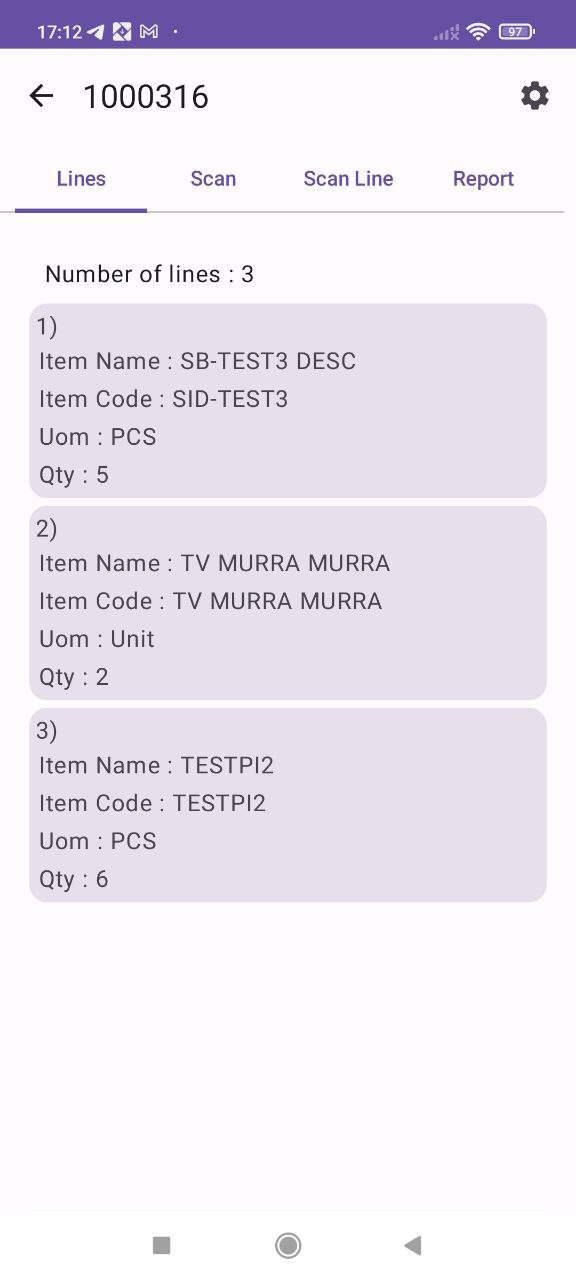 17:12
97
1000316
Lines Scan Scan Line Report
Number of lines : 3
1)
Item Name : SB-TEST3 DESC
Item Code : SID-TEST3
Uom : PCS
Qty : 5
2)
Item Name : TV MURRA MURRA
Item Code : TV MURRA MURRA
Uom : Unit
Qty : 2
3)
Item Name : TESTPI2
Item Code : TESTPI2
Uom : PCS
Qty : 6